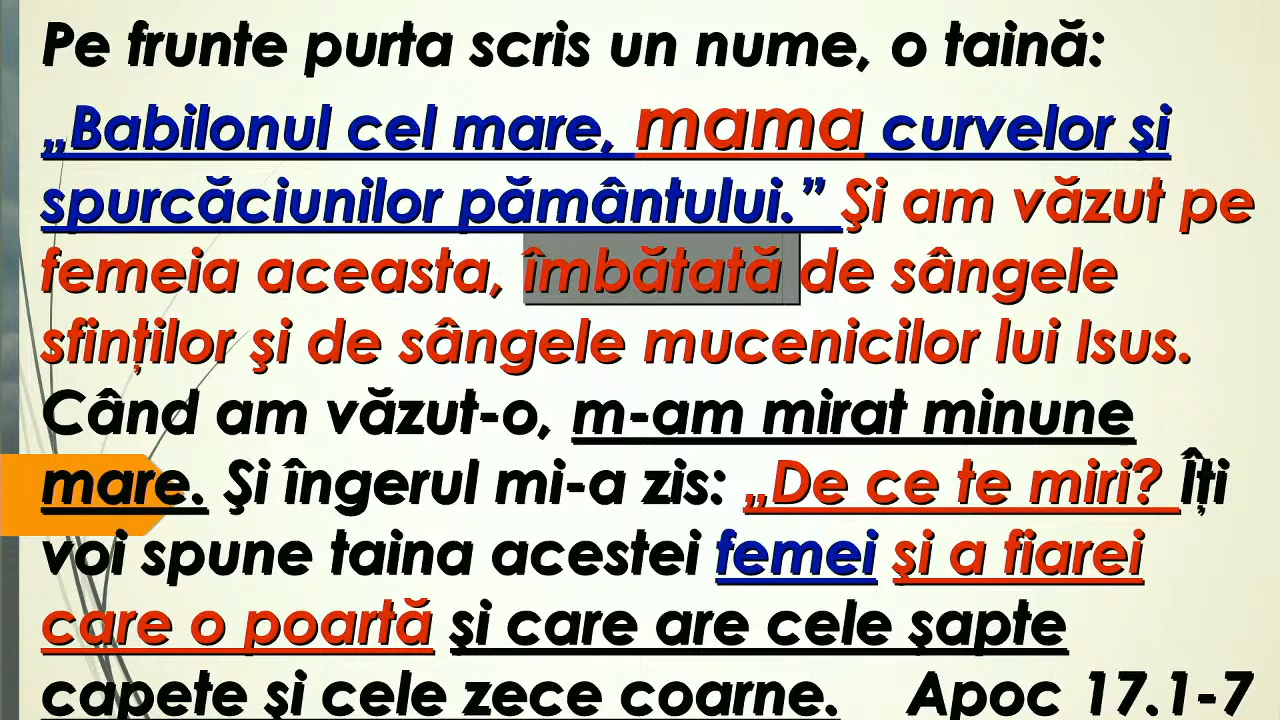 Pe frunte purta scris un nume, o taină:
„Babilonul cel mare, mama curvelor şi
spurcăciunilor pământului.” Şi am văzut pe
femeia aceasta, îmbătată de sângele
sfinților şi de sângele mucenicilor lui Isus.
Când am văzut-o, m-am mirat minune
mare. Şi îngerul mi-a zis: „De ce te miri? Îți
voi spune taina acestei femei şi a fiarei
care o poartă şi care are cele şapte
capete şi cele zece coarne. Apoc 17.1-7